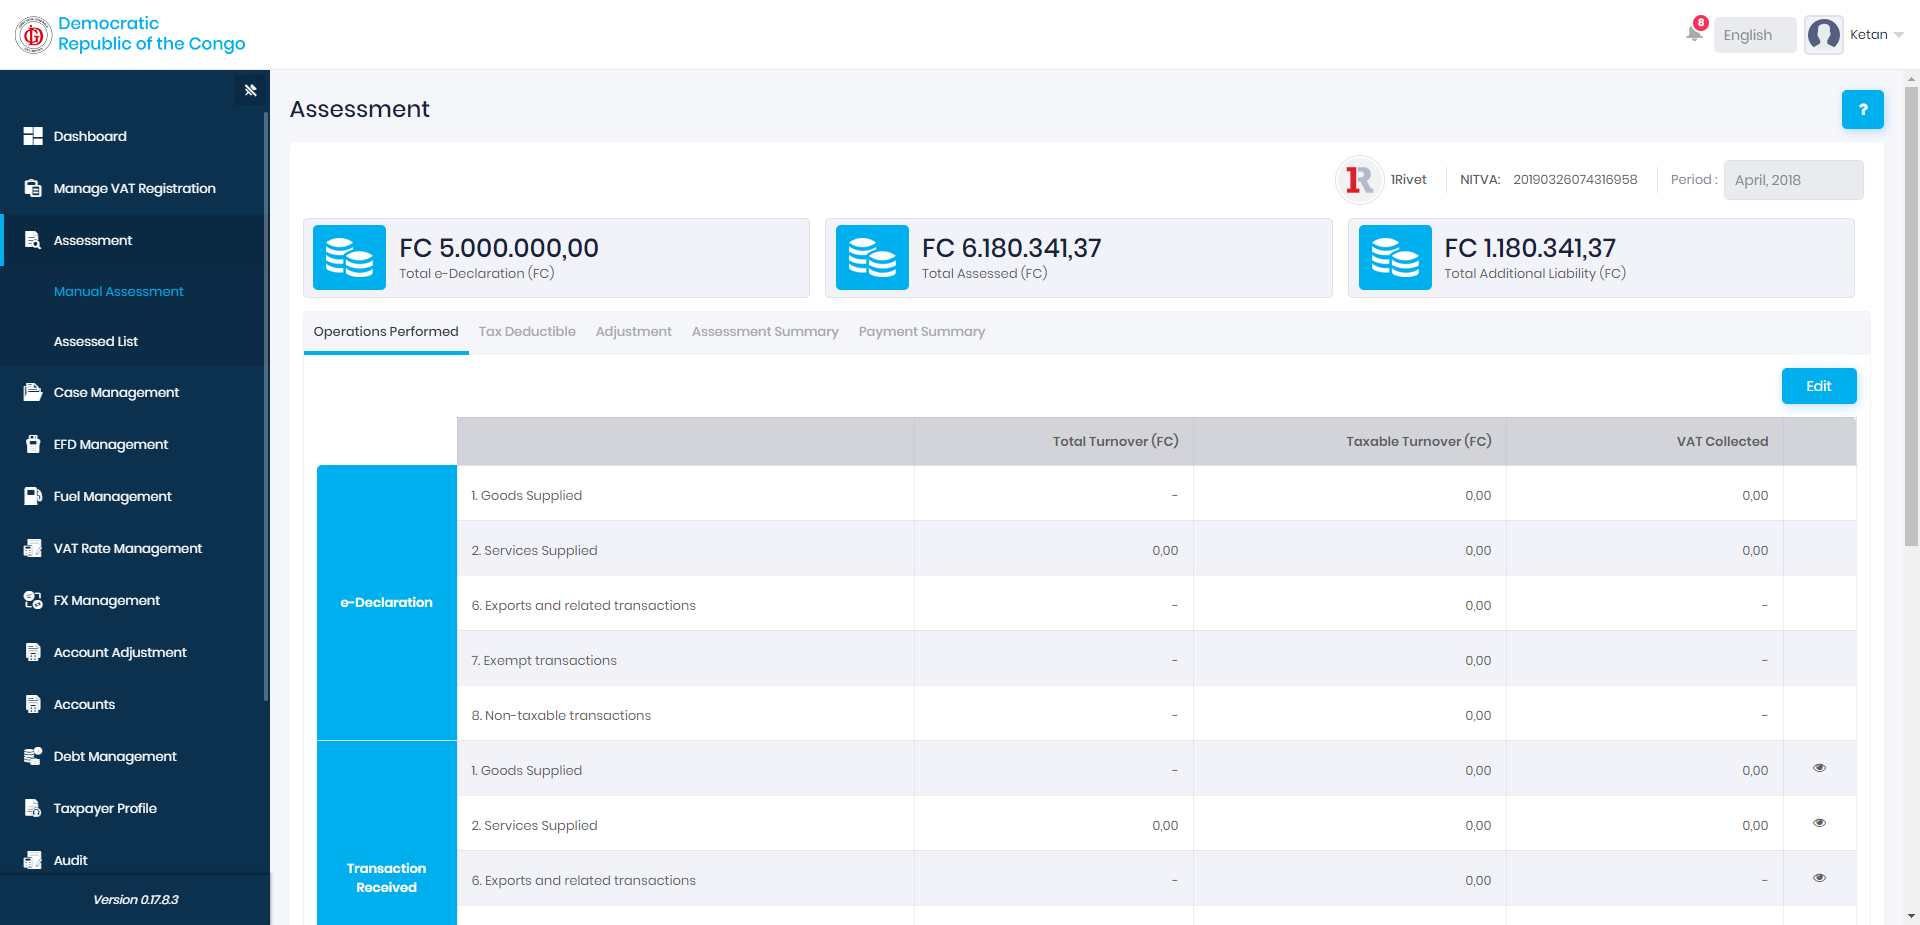 Democratic
Republic of the Congo
8
English
Ketan
Dashboard
Manage VAT Registration
Assessment
Manual Assessment
Assessed List
Case Management
EFD Management
Fuel Management
VAT Rate Management
FX Management
Account Adjustment
Accounts
Debt Management
Taxpayer Profile
Audit
Version 0.17.8.3
Assessment
?
1R
1Rivet
NITVA: 20190326074316958
Period : April, 2018
FC 5.000.000,00
Total e-Declaration (FC)
FC 6.180.341,37
Total Assessed (FC)
FC 1.180.341,37
Total Additional Liability (FC)
Operations Performed Tax Deductible Adjustment Assessment Summary Payment Summary
Edit
Total Turnover (FC) Taxable Turnover (FC) VAT Collected
e-Declaration
1. Goods Supplied - 0,00 0,00
2. Services Supplied 0,00 0,00 0,00
6. Exports and related transactions - 0,00 -
7. Exempt transactions - 0,00 -
8. Non-taxable transactions - 0,00 -
Transaction
Received
1. Goods Supplied - 0,00 0,00
2. Services Supplied 0,00 0,00 0,00
6. Exports and related transactions - 0,00 -